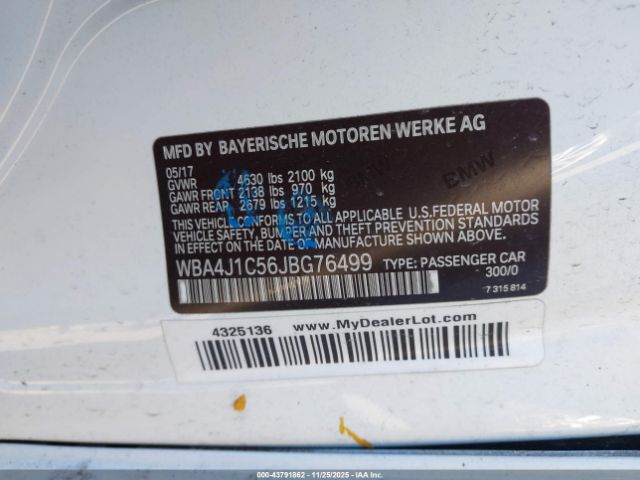 MFD BY BAYERISCHE MOTOREN WERKE AG
05/17
GVWR 4630 lbs 2100 kg
GAWR FRONT 2138 lbs 970 kg
GAWR REAR 2679 lbs 1215 kg
THIS VEHICLE CONFORMS TO ALL APPLICABLE U.S.FEDERAL MOTOR
VEHICLE SAFETY, BUMPER, AND THEFT PREVENTION STANDARDS
IN EFFECT ON THE DATE OF MANUFACTURE SHOWN ABOVE.
WBA4J1C56JBG76499 TYPE: PASSENGER CAR
300/0
7 315 814
BMW BMW
4325136 www.MyDealerLot.com
© BASE-43791862 - 11/25/2025 - IAA